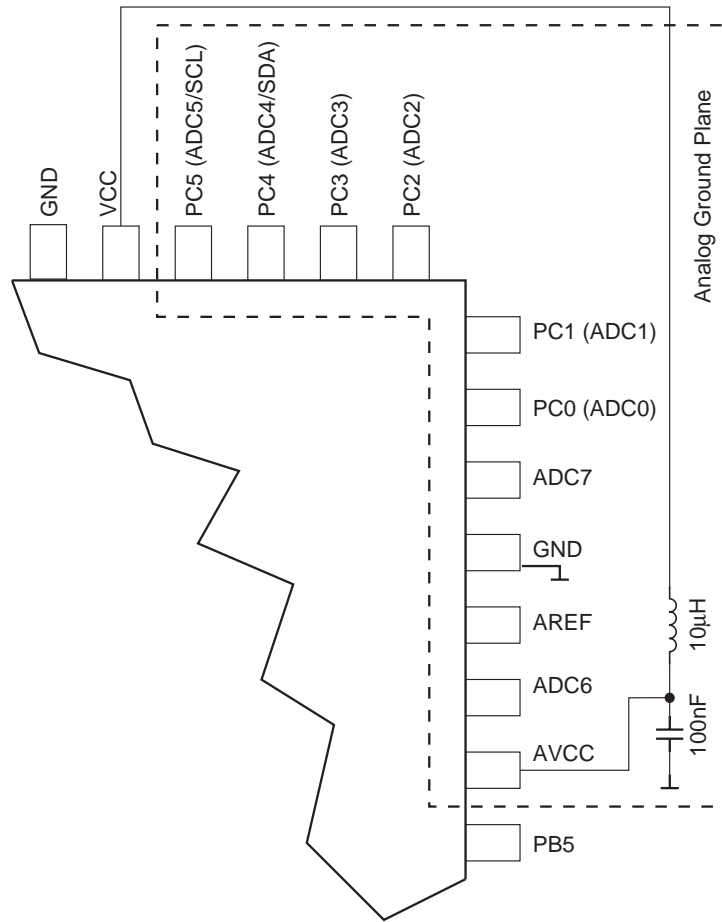 GND
VCC
PC5 (ADC5/SCL)
PC4 (ADC4/SDA)
PC3 (ADC3)
PC2 (ADC2)
Analog Ground Plane
PC1 (ADC1)
PC0 (ADC0)
ADC7
GND
AREF
ADC6
AVCC
PB5
10µH
100nF